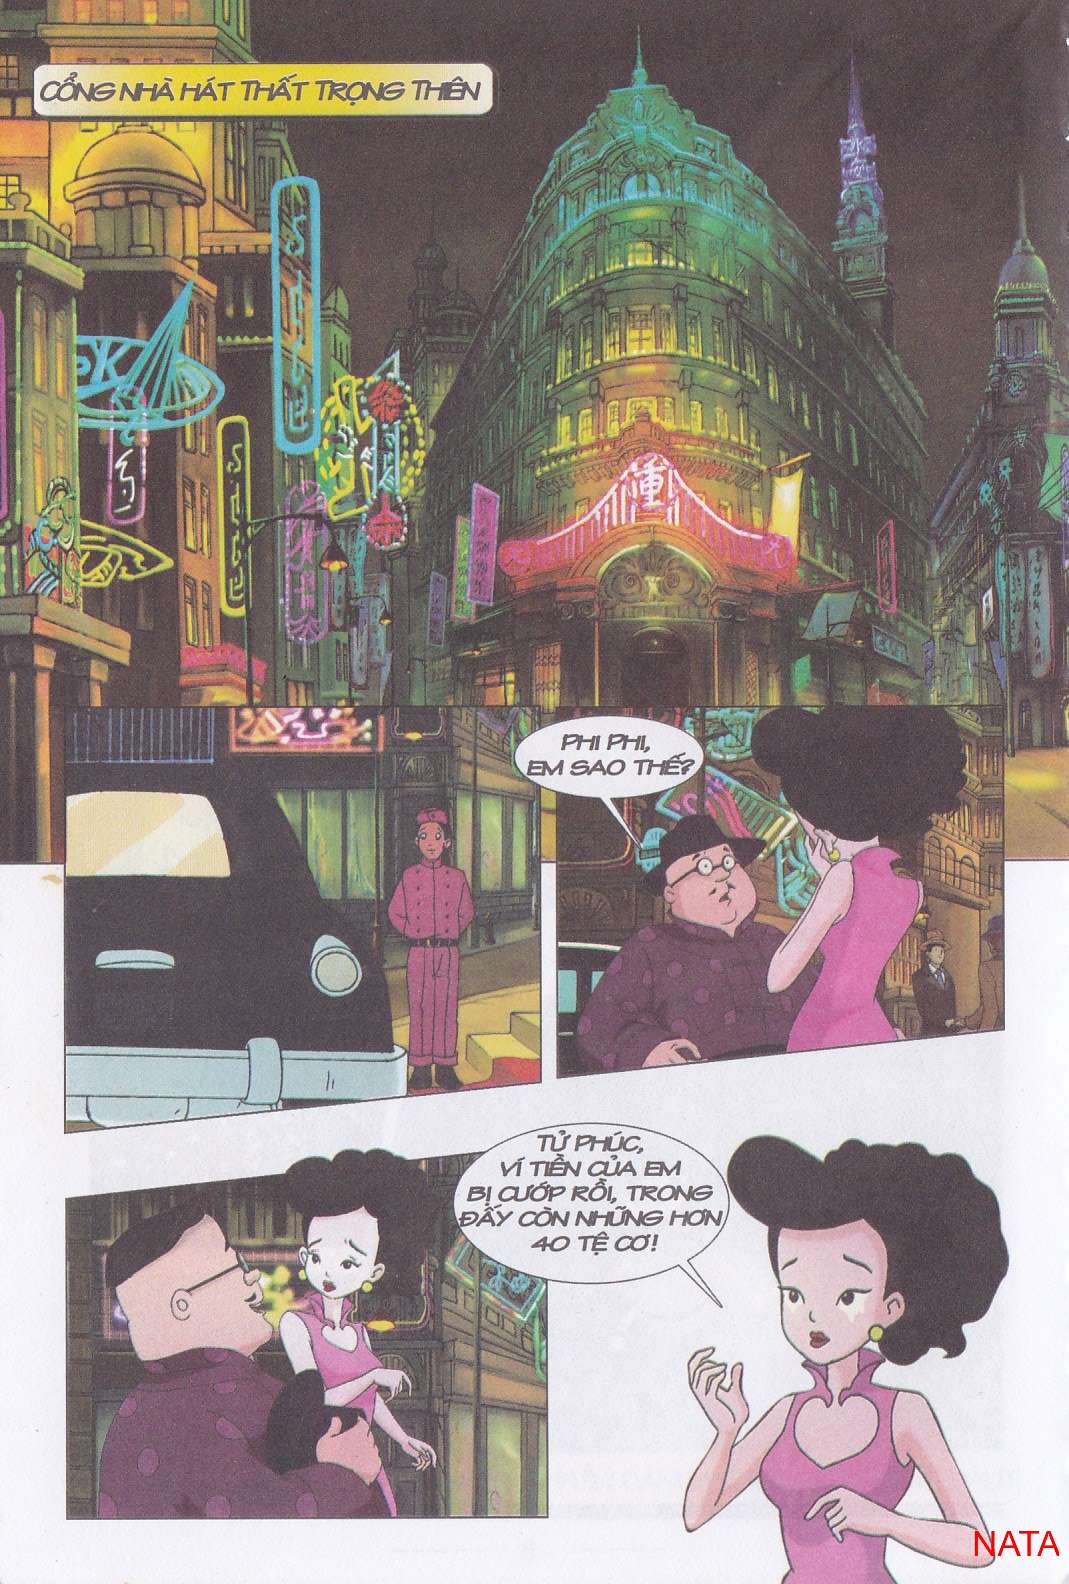 CỔNG NHÀ HÁT THẤT TRỌNG THIÊN
重
PHI PHI,
EM SAO THẾ?
TỬ PHÚC,
VÍ TIỀN CỦA EM
BỊ CƯỚP RỒI, TRONG
ĐẤY CÒN NHỮNG HƠN
40 TỆ CƠ!
NATA